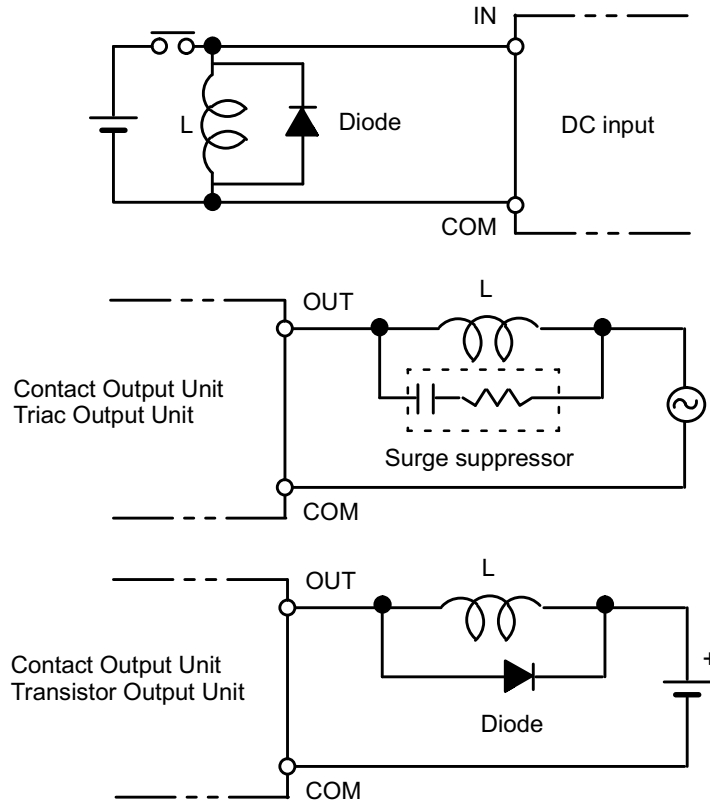 IN
L
Diode
DC input
COM
OUT
L
Contact Output Unit
Triac Output Unit
Surge suppressor
COM
OUT
L
Contact Output Unit
Transistor Output Unit
+
Diode
COM